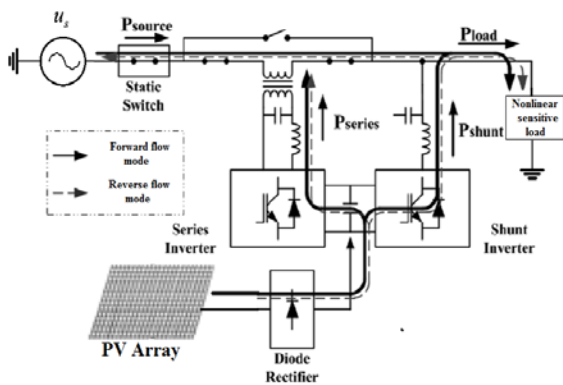 u_s
Psource
Static
Switch
Pload
Nonlinear
sensitive
load
Pseries
Pshunt
Forward flow
mode
Reverse flow
mode
Series
Inverter
Shunt
Inverter
PV Array
Diode
Rectifier